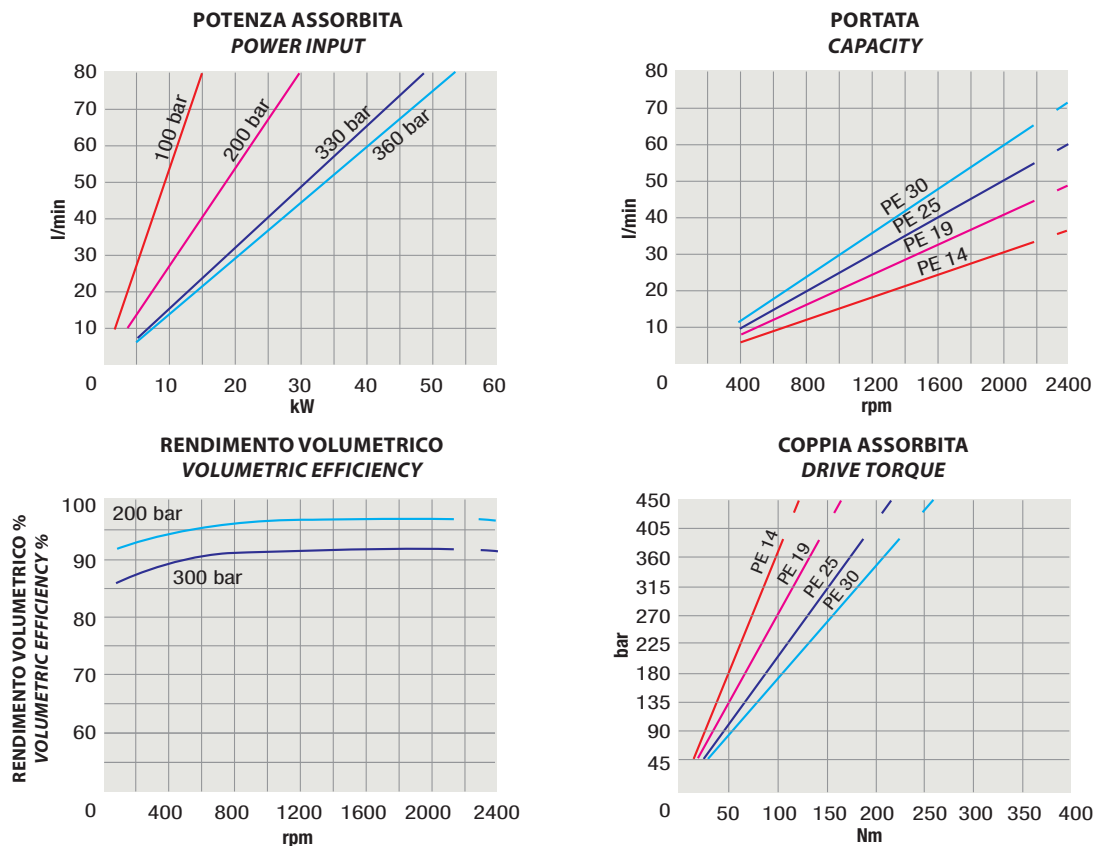 POTENZA ASSORBITA
POWER INPUT
80
70
60
50
40
30
20
10
0
l/min
100 bar
200 bar
330 bar
360 bar
10 20 30 40 50 60
kW
PORTATA
CAPACITY
80
70
60
50
40
30
20
10
0
l/min
PE 30
PE 25
PE 19
PE 14
400 800 1200 1600 2000 2400
rpm
RENDIMENTO VOLUMETRICO
VOLUMETRIC EFFICIENCY
RENDIMENTO VOLUMETRICO %
VOLUMETRIC EFFICIENCY %
100
90
80
70
60
0
200 bar
300 bar
400 800 1200 1600 2000 2400
rpm
COPPIA ASSORBITA
DRIVE TORQUE
450
405
360
315
270
225
180
135
90
45
0
bar
PE 14
PE 19
PE 25
PE 30
50 100 150 200 250 300 350 400
Nm